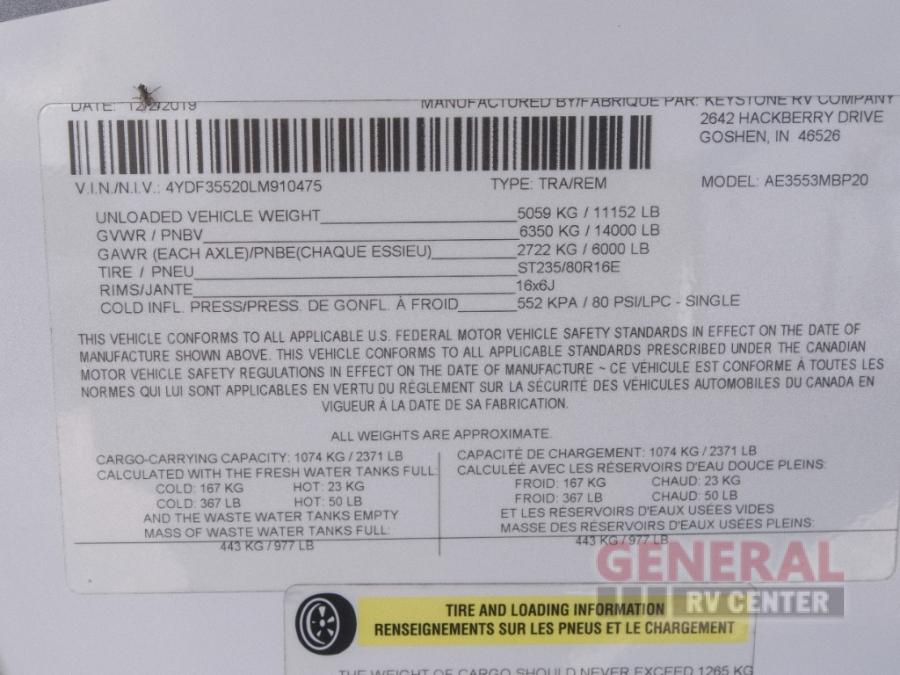 DATE: 12/2/2019 MANUFACTURED BY/FABRIQUE PAR: KEYSTONE RV COMPANY
2642 HACKBERRY DRIVE
GOSHEN, IN 46526
V.I.N./N.I.V.: 4YDF35520LM910475 TYPE: TRA/REM MODEL: AE3553MBP20
UNLOADED VEHICLE WEIGHT 5059 KG / 11152 LB
GVWR / PNBV 6350 KG / 14000 LB
GAWR (EACH AXLE)/PNBE(CHAQUE ESSIEU) 2722 KG / 6000 LB
TIRE / PNEU ST235/80R16E
RIMS/JANTE 16x6J
COLD INFL. PRESS/PRESS. DE GONFL. À FROID 552 KPA / 80 PSI/LPC - SINGLE
THIS VEHICLE CONFORMS TO ALL APPLICABLE U.S. FEDERAL MOTOR VEHICLE SAFETY STANDARDS IN EFFECT ON THE DATE OF
MANUFACTURE SHOWN ABOVE. THIS VEHICLE CONFORMS TO ALL APPLICABLE STANDARDS PRESCRIBED UNDER THE CANADIAN
MOTOR VEHICLE SAFETY REGULATIONS IN EFFECT ON THE DATE OF MANUFACTURE ~ CE VÉHICULE EST CONFORME À TOUTES LES
NORMES QUI LUI SONT APPLICABLES EN VERTU DU RÈGLEMENT SUR LA SÉCURITÉ DES VÉHICULES AUTOMOBILES DU CANADA EN
VIGUEUR À LA DATE DE SA FABRICATION.
ALL WEIGHTS ARE APPROXIMATE.
CARGO-CARRYING CAPACITY: 1074 KG / 2371 LB
CALCULATED WITH THE FRESH WATER TANKS FULL:
COLD: 167 KG HOT: 23 KG
COLD: 367 LB HOT: 50 LB
AND THE WASTE WATER TANKS EMPTY
MASS OF WASTE WATER TANKS FULL:
443 KG / 977 LB
CAPACITÉ DE CHARGEMENT: 1074 KG / 2371 LB
CALCULÉE AVEC LES RÉSERVOIRS D'EAU DOUCE PLEINS:
FROID: 167 KG CHAUD: 23 KG
FROID: 367 LB CHAUD: 50 LB
ET LES RÉSERVOIRS D'EAUX USÉES VIDES
MASSE DES RÉSERVOIRS D'EAUX USÉES PLEINS:
443 KG / 977 LB
GENERAL
RV CENTER
TIRE AND LOADING INFORMATION
RENSEIGNEMENTS SUR LES PNEUS ET LE CHARGEMENT
THE WEIGHT OF CARGO SHOULD NEVER EXCEED 1265 KG